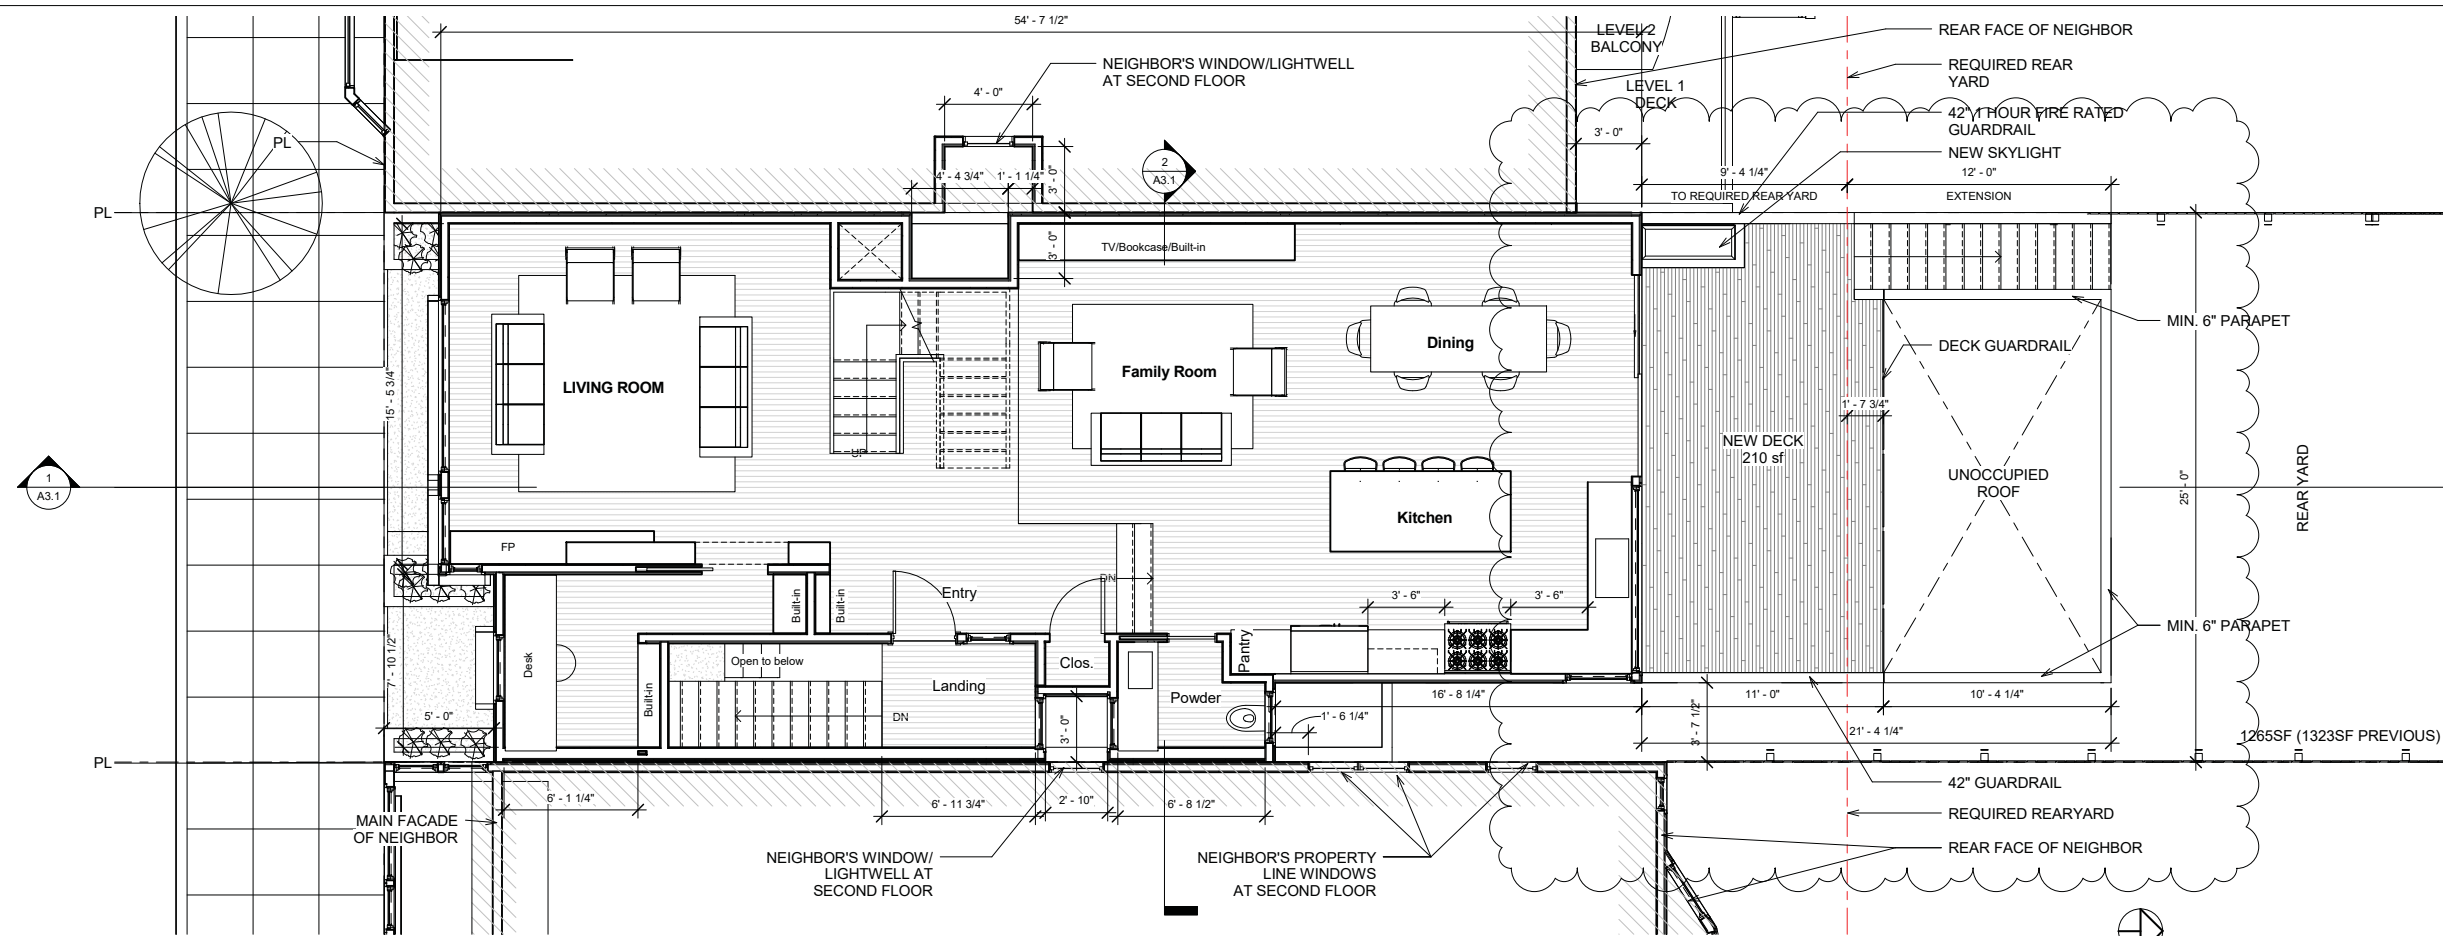 54' - 7 1/2"
LEVEL 2
BALCONY
REAR FACE OF NEIGHBOR
NEIGHBOR'S WINDOW/LIGHTWELL
AT SECOND FLOOR
REQUIRED REAR
YARD
LEVEL 1
DECK
4' - 0"
42" 1 HOUR FIRE RATED
GUARDRAIL
3' - 0"
PL
NEW SKYLIGHT
2
A3.1
4' - 4 3/4"
1' - 1 1/4"
3' - 0"
9' - 4 1/4"
12' - 0"
TO REQUIRED REAR YARD
EXTENSION
PL
TV/Bookcase/Built-in
3' - 0"
MIN. 6" PARAPET
DECK GUARDRAIL
Dining
Family Room
LIVING ROOM
15' - 5 3/4"
1' - 7 3/4"
NEW DECK
210 sf
UP
UNOCCUPIED
ROOF
25' - 0"
REAR YARD
1
A3.1
Kitchen
FP
DN
Entry
Built-in
Built-in
3' - 6"
3' - 6"
MIN. 6" PARAPET
7' - 10 1/2"
Desk
Open to below
Clos.
Pantry
Landing
Powder
Built-in
16' - 8 1/4"
11' - 0"
10' - 4 1/4"
5' - 0"
DN
3' - 0"
1' - 6 1/4"
3' - 7 1/2"
21' - 4 1/4"
1265SF (1323SF PREVIOUS)
PL
42" GUARDRAIL
6' - 1 1/4"
6' - 11 3/4"
2' - 10"
6' - 8 1/2"
MAIN FACADE
OF NEIGHBOR
REQUIRED REARYARD
REAR FACE OF NEIGHBOR
NEIGHBOR'S WINDOW/
LIGHTWELL AT
SECOND FLOOR
NEIGHBOR'S PROPERTY
LINE WINDOWS
AT SECOND FLOOR